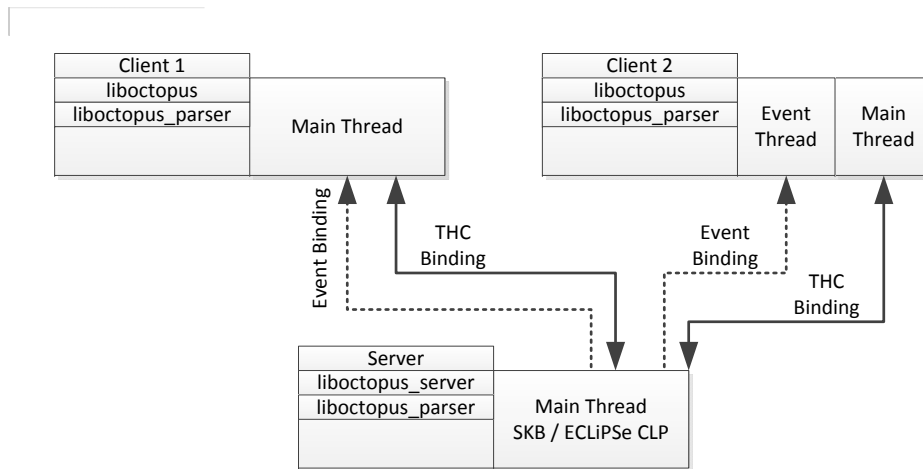 Client 1
liboctopus
liboctopus_parser
Main Thread
Client 2
liboctopus
liboctopus_parser
Event
Thread
Main
Thread
Event Binding
THC
Binding
Event
Binding
THC
Binding
Server
liboctopus_server
liboctopus_parser
Main Thread
SKB / ECLiPSe CLP